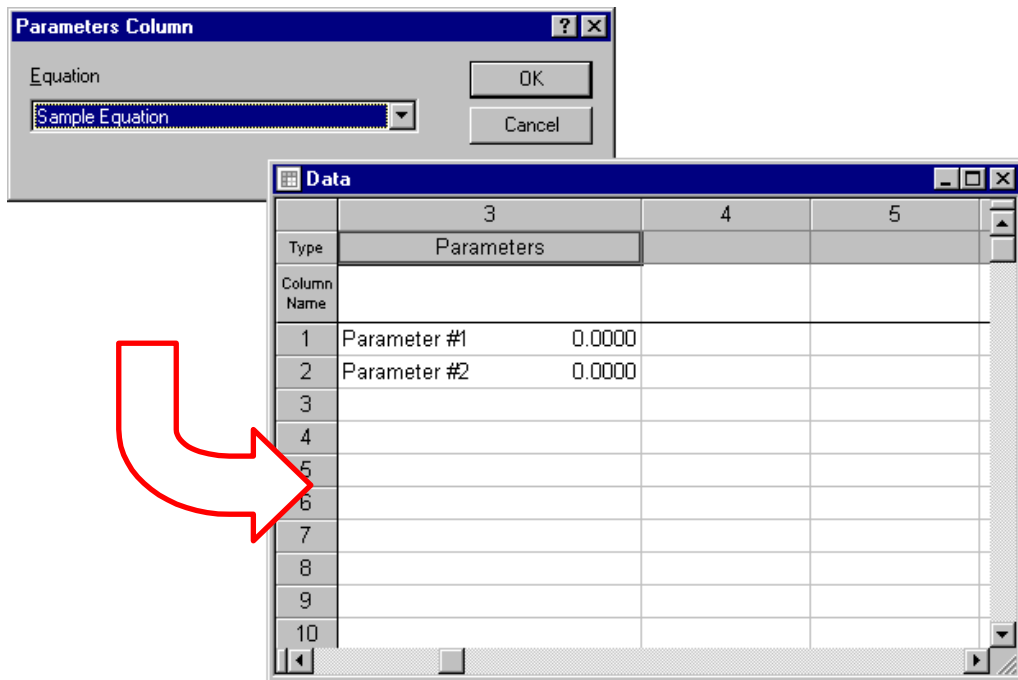 Parameters Column
Equation
OK
Sample Equation
Cancel
Data
3 4 5
Type Parameters
Column
Name
1 Parameter #1 0.0000
2 Parameter #2 0.0000
3
4
5
6
7
8
9
10